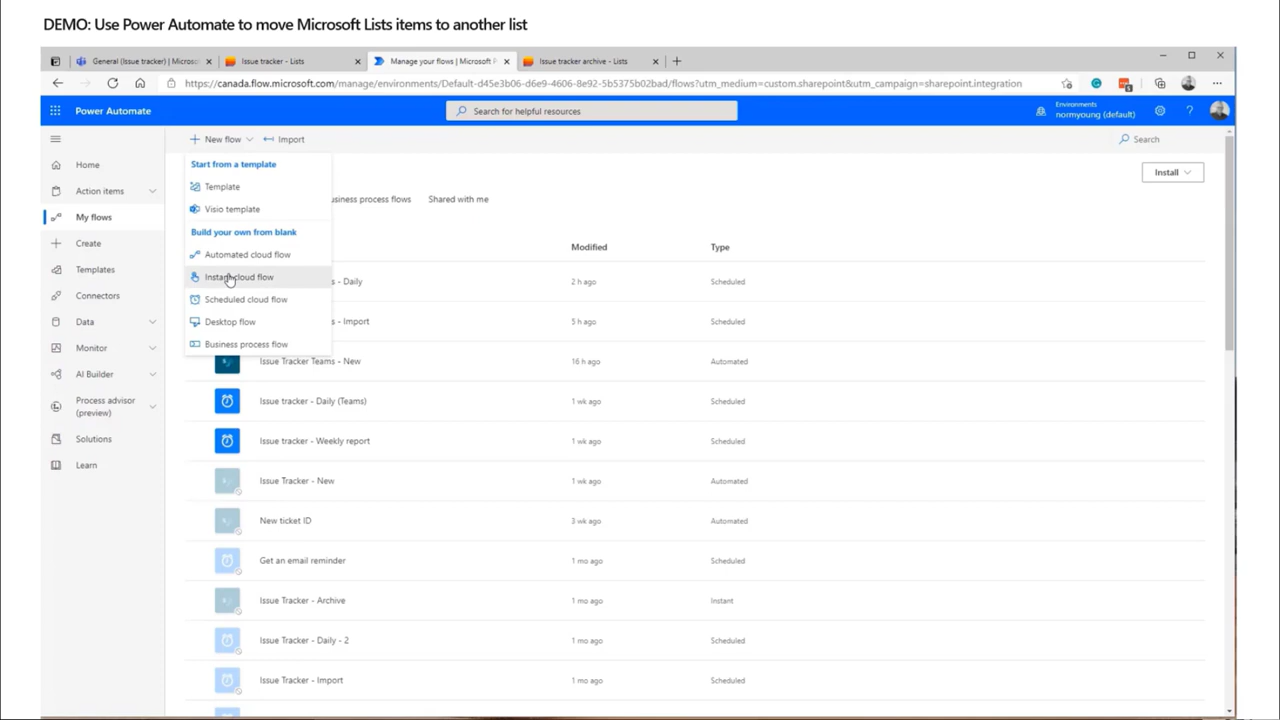 DEMO: Use Power Automate to move Microsoft Lists items to another list
General (Issue tracker) | Microso
Issue tracker - Lists
Manage your flows | Microsoft P
Issue tracker archive - Lists
https://canada.flow.microsoft.com/manage/environments/Default-d45e3b06-d6e9-4606-8e92-5b5375b02bad/flows?utm_medium=custom.sharepoint&utm_campaign=sharepoint.integration
Power Automate
Search for helpful resources
Environments
normyoung (default)
New flow
Import
Search
Home
Action items
My flows
Create
Templates
Connectors
Data
Monitor
AI Builder
Process advisor
(preview)
Solutions
Learn
Start from a template
Template
Visio template
Build your own from blank
Automated cloud flow
Instant cloud flow
Scheduled cloud flow
Desktop flow
Business process flow
Install
usiness process flows
Shared with me
Modified
Type
s - Daily
2 h ago
Scheduled
s - Import
5 h ago
Scheduled
Issue Tracker Teams - New
16 h ago
Automated
Issue tracker - Daily (Teams)
1 wk ago
Scheduled
Issue tracker - Weekly report
1 wk ago
Scheduled
Issue Tracker - New
1 wk ago
Automated
New ticket ID
3 wk ago
Automated
Get an email reminder
1 mo ago
Scheduled
Issue Tracker - Archive
1 mo ago
Instant
Issue Tracker - Daily - 2
1 mo ago
Scheduled
Issue Tracker - Import
1 mo ago
Scheduled